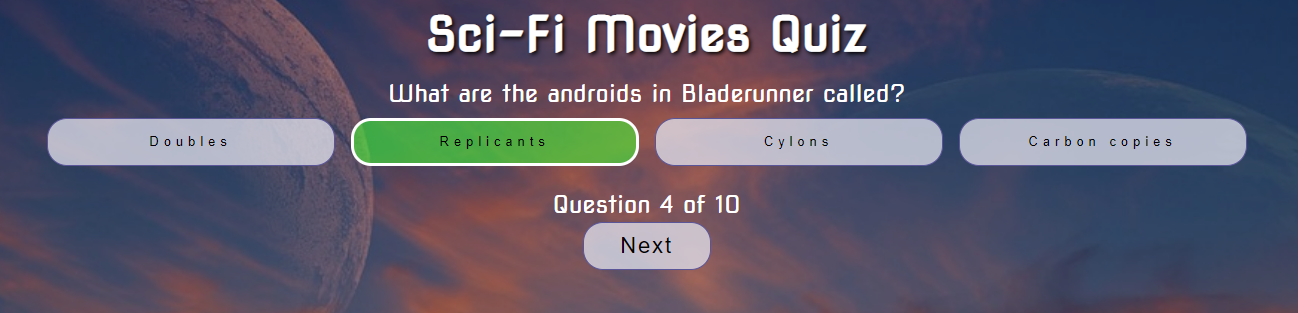 Sci-Fi Movies Quiz
What are the androids in Bladerunner called?
Doubles Replicants Cylons Carbon copies
Question 4 of 10
Next